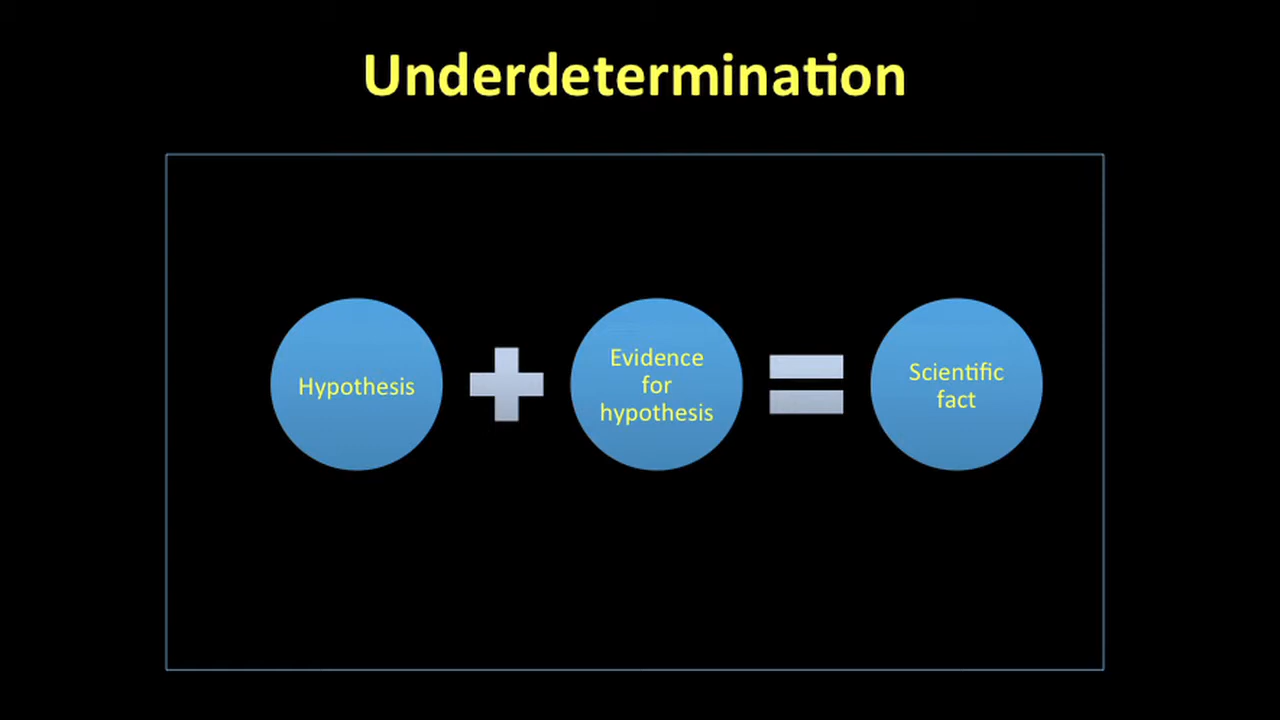 Underdetermination
Hypothesis
Evidence
for
hypothesis
Scientific
fact